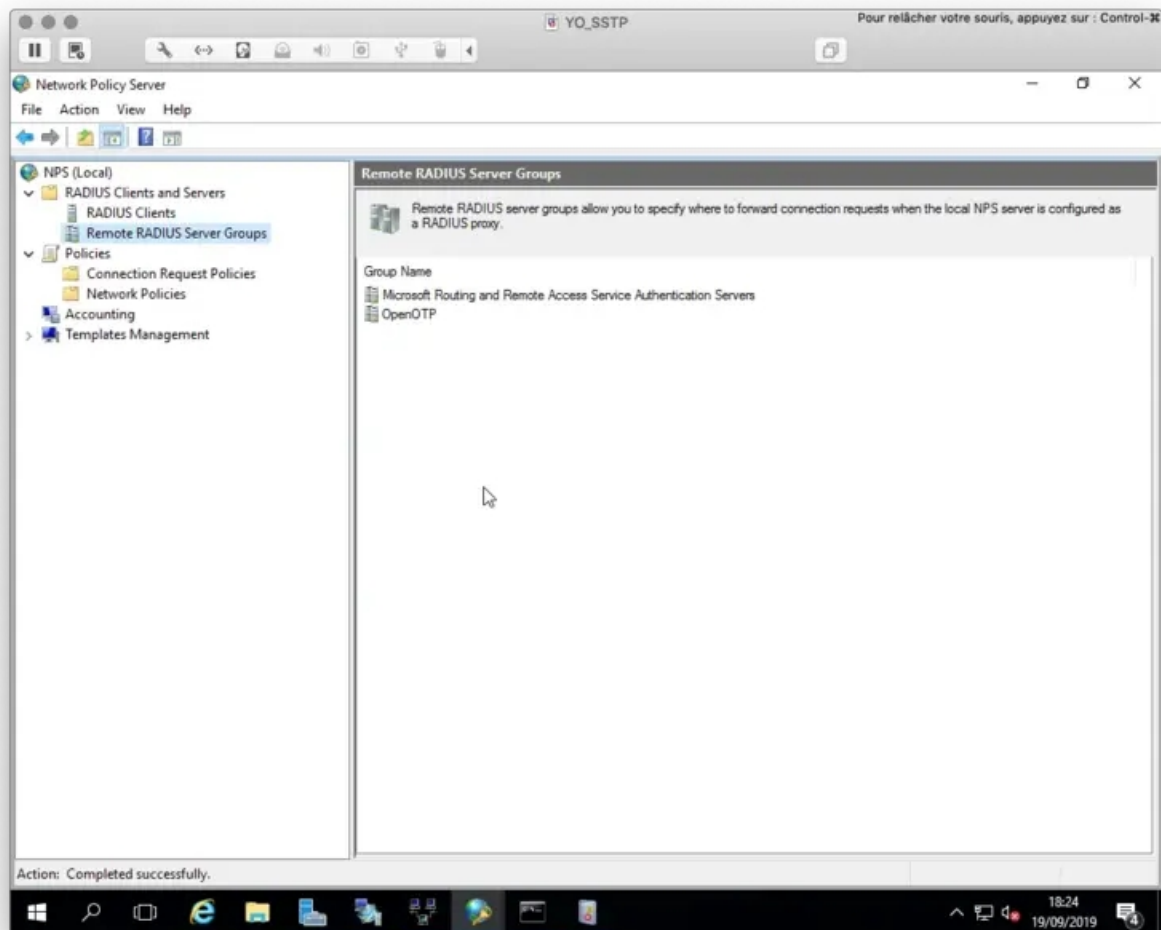 YO_SSTP
Pour relâcher votre souris, appuyez sur : Control-⌘
Network Policy Server
File Action View Help
NPS (Local)
RADIUS Clients and Servers
RADIUS Clients
Remote RADIUS Server Groups
Policies
Connection Request Policies
Network Policies
Accounting
Templates Management
Remote RADIUS Server Groups
Remote RADIUS server groups allow you to specify where to forward connection requests when the local NPS server is configured as
a RADIUS proxy.
Group Name
Microsoft Routing and Remote Access Service Authentication Servers
OpenOTP
Action: Completed successfully.
18:24
19/09/2019
4